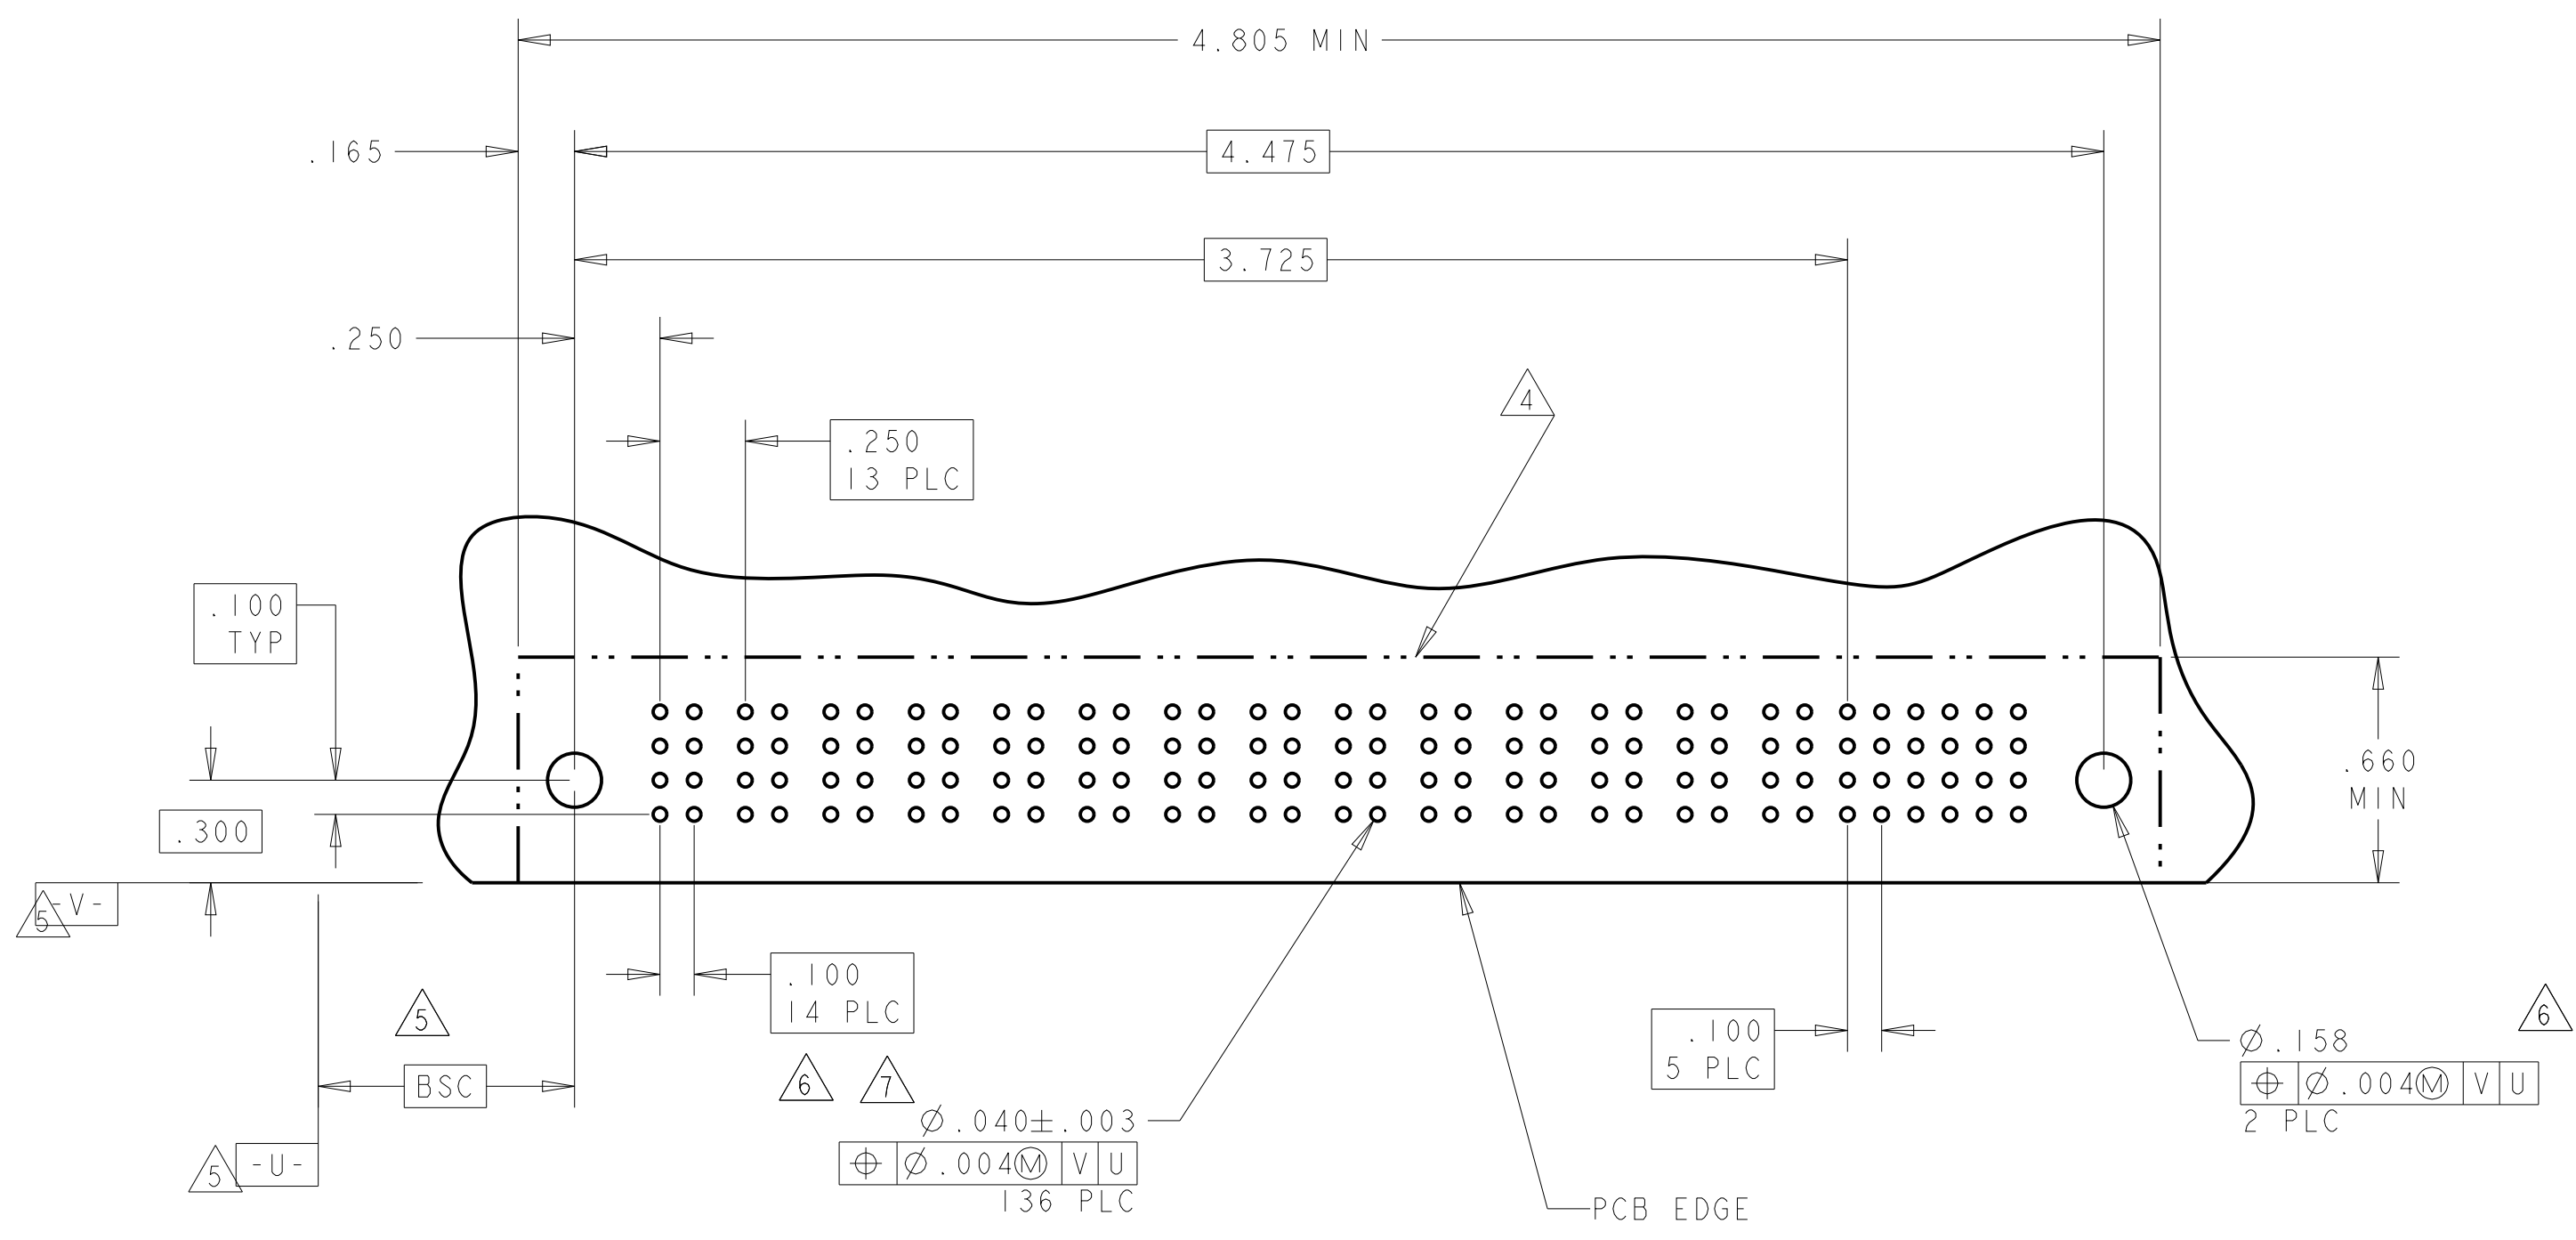 4.805 MIN
.165
4.475
3.725
.250
4
.250
13 PLC
.100
TYP
.660
MIN
.300
-V-
5
.100
14 PLC
5
6
.100
5 PLC
Ø.158
6 7
BSC
⌖ Ø.004Ⓜ V U
2 PLC
Ø.040±.003
⌖ Ø.004Ⓜ V U
136 PLC
5 -U-
PCB EDGE